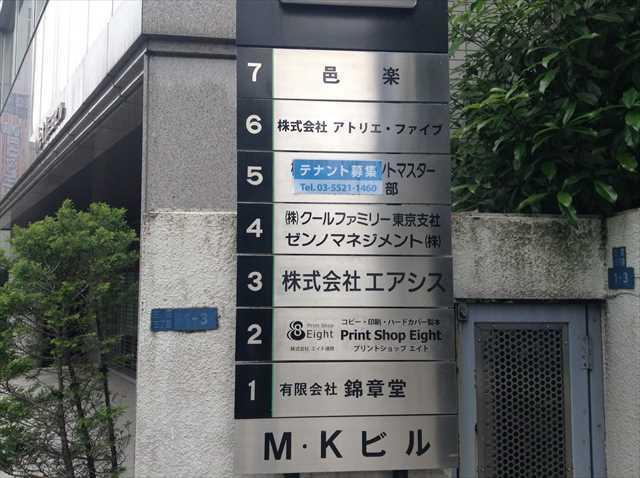 7 邑楽
6 株式会社 アトリエ・ファイブ
5 テナント募集 ントマスター
Tel. 03-5521-1460 部
4 (株)クールファミリー東京支社
ゼンノマネジメント(株)
3 株式会社エアシス
コピー・印刷・ハードカバー製本
2 Print Shop Eight Print Shop Eight
プリントショップ エイト
1 有限会社 錦章堂
M・Kビル
1-3
1-3